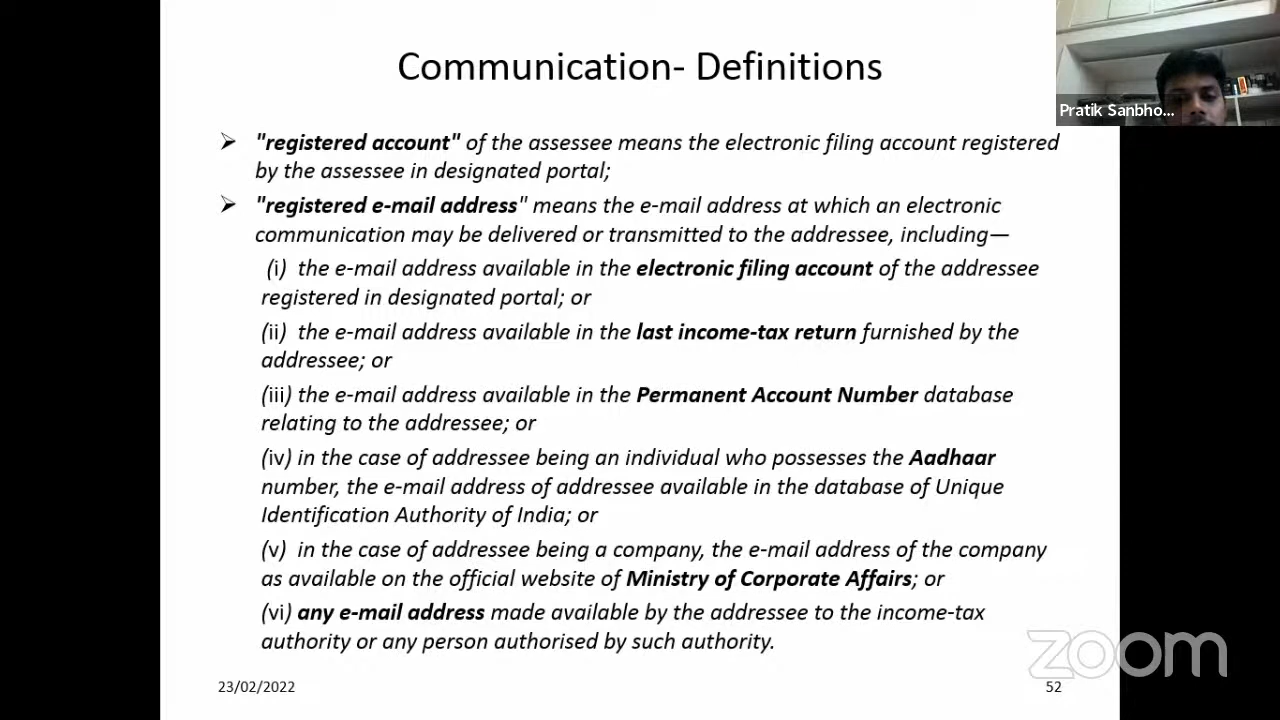 Communication- Definitions
Pratik Sanbho...
➢ "registered account" of the assessee means the electronic filing account registered
by the assessee in designated portal;
➢ "registered e-mail address" means the e-mail address at which an electronic
communication may be delivered or transmitted to the addressee, including—
(i) the e-mail address available in the electronic filing account of the addressee
registered in designated portal; or
(ii) the e-mail address available in the last income-tax return furnished by the
addressee; or
(iii) the e-mail address available in the Permanent Account Number database
relating to the addressee; or
(iv) in the case of addressee being an individual who possesses the Aadhaar
number, the e-mail address of addressee available in the database of Unique
Identification Authority of India; or
(v) in the case of addressee being a company, the e-mail address of the company
as available on the official website of Ministry of Corporate Affairs; or
(vi) any e-mail address made available by the addressee to the income-tax
authority or any person authorised by such authority.
zoom
23/02/2022
52